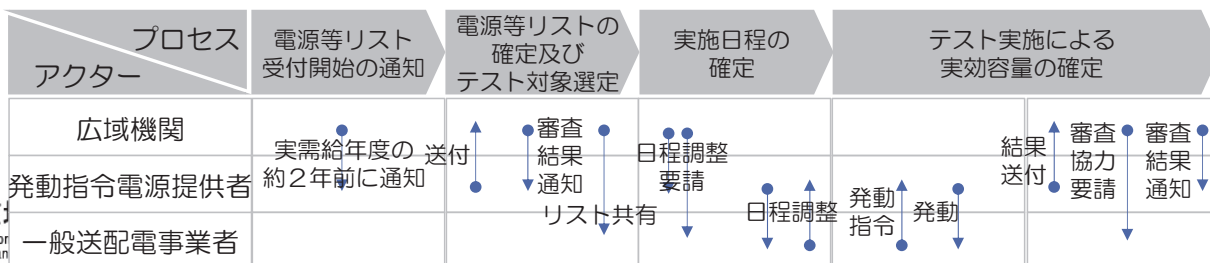 プロセス
アクター
電源等リスト
受付開始の通知
電源等リストの
確定及び
テスト対象選定
実施日程の
確定
テスト実施による
実効容量の確定
広域機関
発動指令電源提供者
一般送配電事業者
実需給年度の
約2年前に通知
送付
審査
結果
通知
リスト共有
日程調整
要請
日程調整
発動
指令
発動
結果
送付
審査
協力
要請
審査
結果
通知